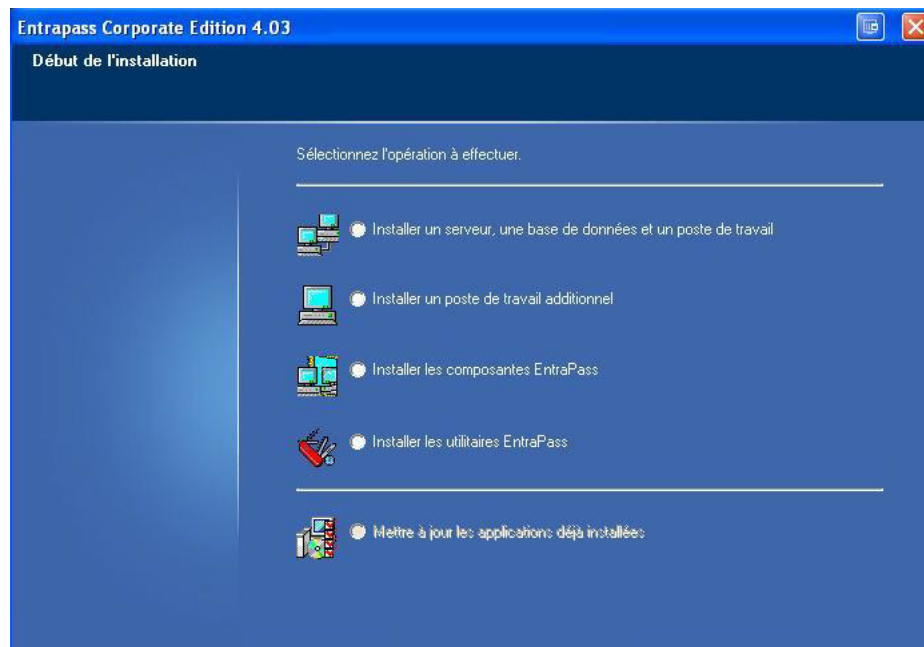 Entrapass Corporate Edition 4.03
Début de l'installation
Sélectionnez l'opération à effectuer.
Installer un serveur, une base de données et un poste de travail
Installer un poste de travail additionnel
Installer les composantes EntraPass
Installer les utilitaires EntraPass
Mettre à jour les applications déjà installées